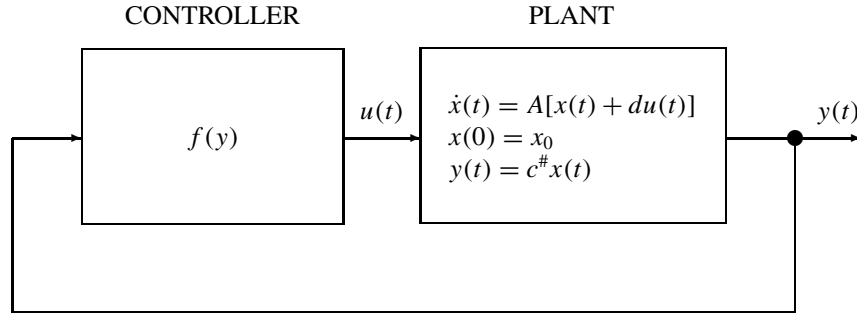 CONTROLLER
PLANT
f(y)
u(t)
ẋ(t) = A[x(t) + du(t)]
x(0) = x₀
y(t) = c^#x(t)
y(t)